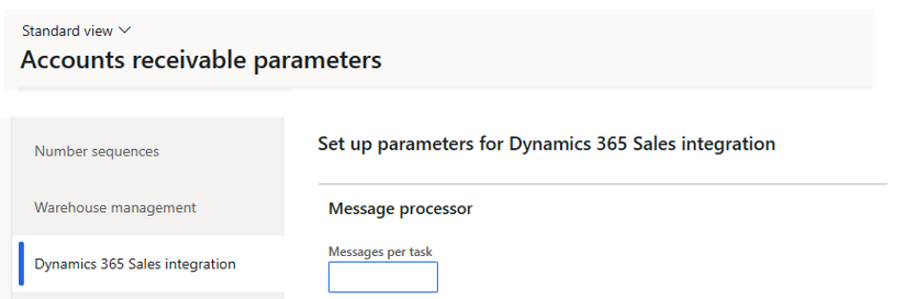 Standard view
Accounts receivable parameters
Number sequences
Warehouse management
Dynamics 365 Sales integration
Set up parameters for Dynamics 365 Sales integration
Message processor
Messages per task